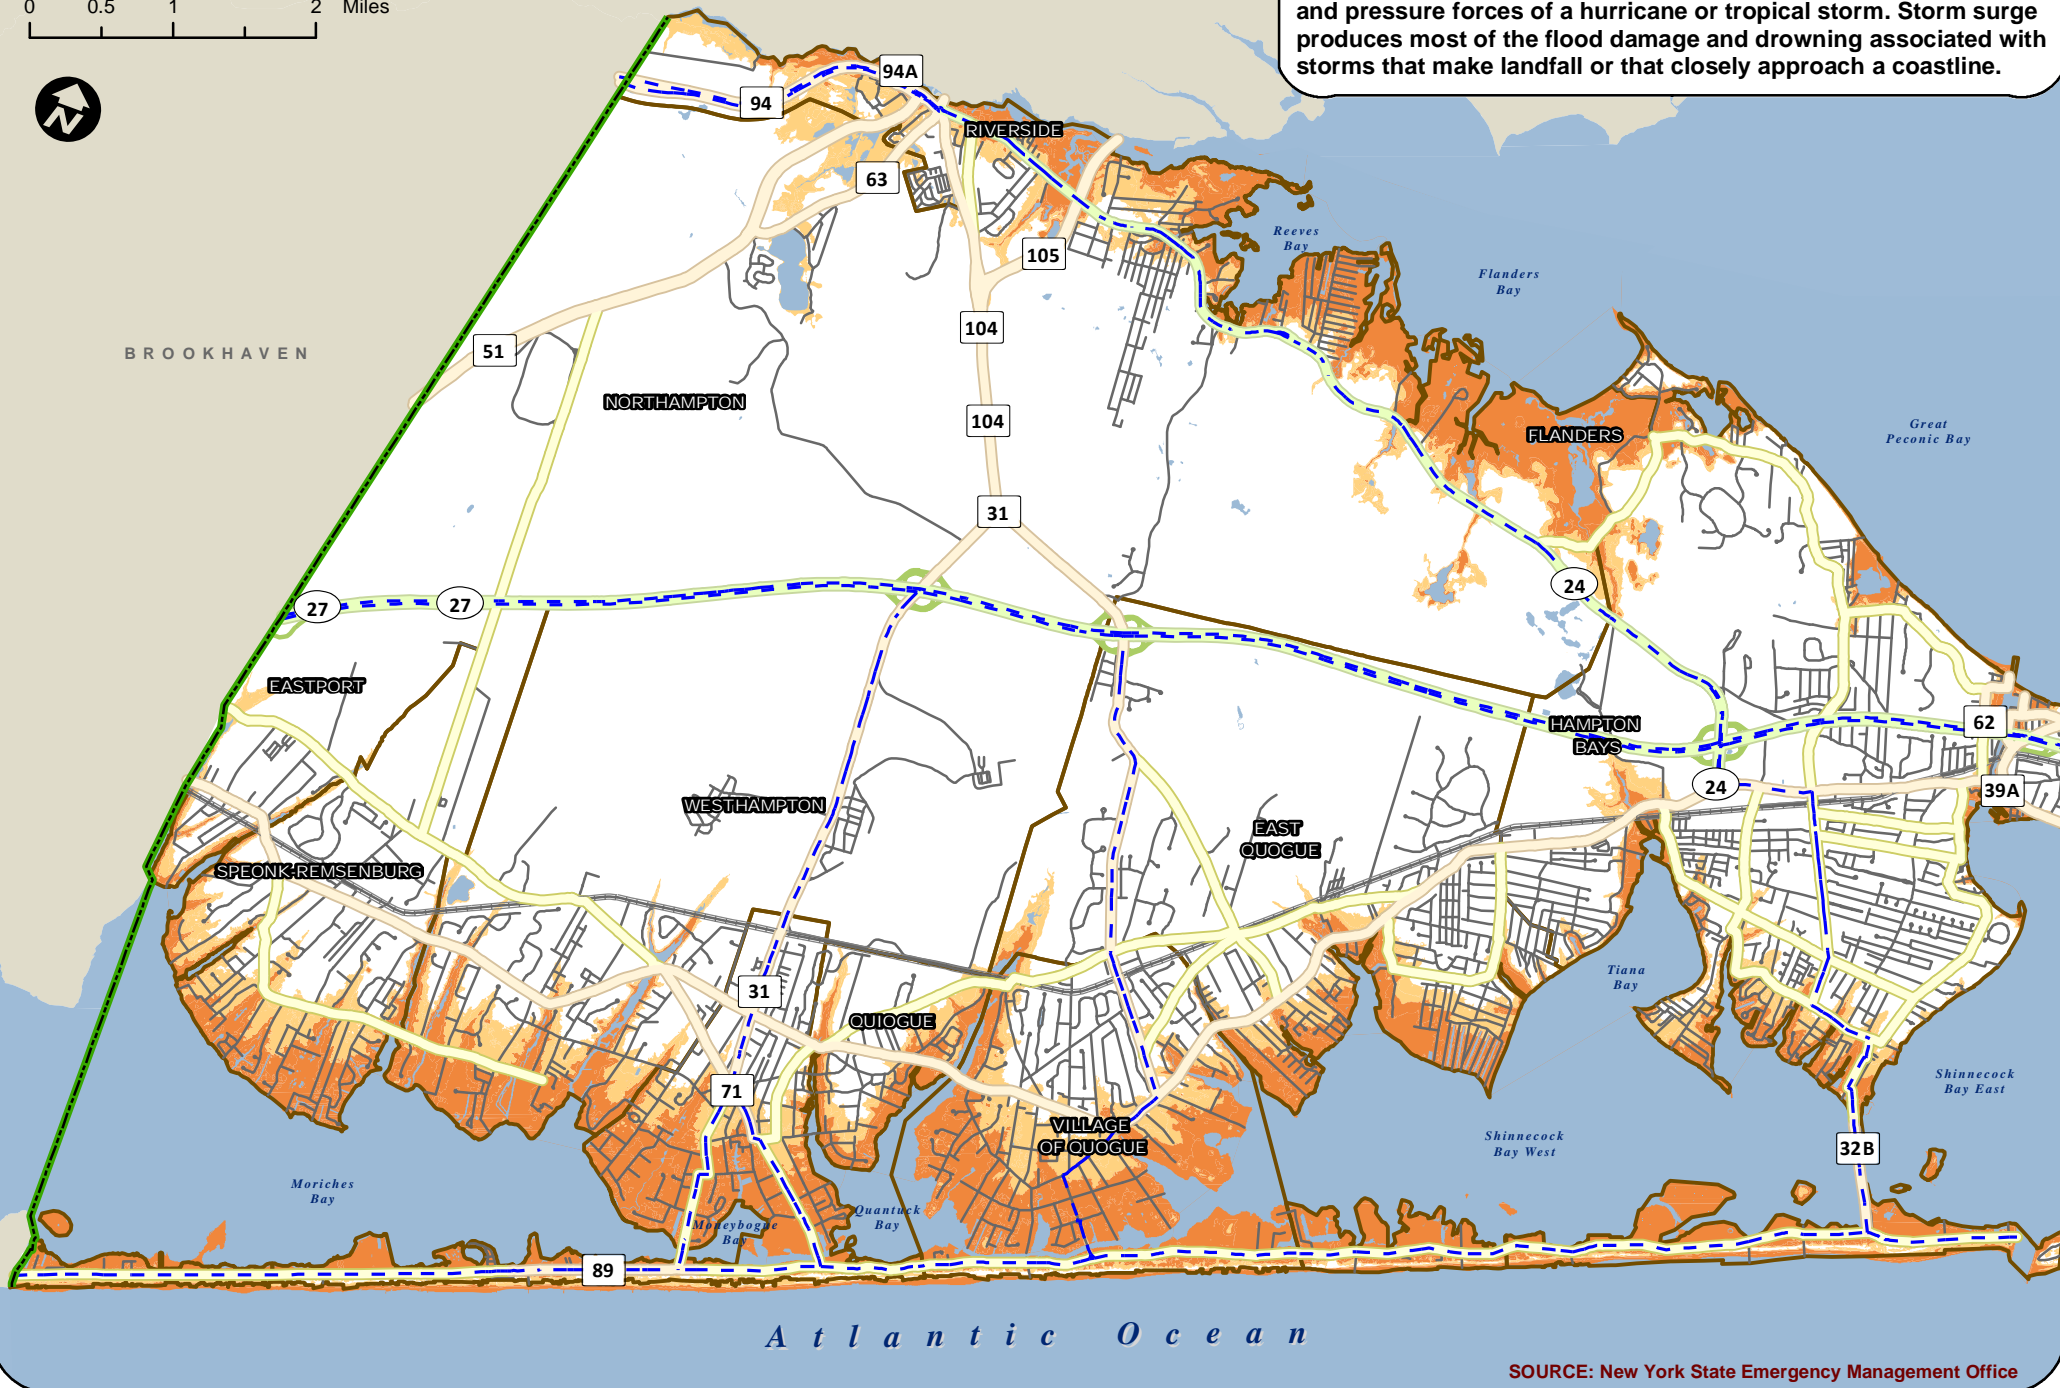 0 0.5 1 2 Miles
and pressure forces of a hurricane or tropical storm. Storm surge
produces most of the flood damage and drowning associated with
storms that make landfall or that closely approach a coastline.
N
94A
94
RIVERSIDE
63
105
Reeves
Bay
Flanders
Bay
104
51
BROOKHAVEN
NORTHAMPTON
104
FLANDERS
Great
Peconic Bay
31
24
27
27
EASTPORT
HAMPTON
BAYS
62
24
39A
WESTHAMPTON
EAST
QUOGUE
SPEONK-REMSENBURG
Tiana
Bay
31
QUIOGUE
71
Shinnecock
Bay East
VILLAGE
OF QUOGUE
Shinnecock
Bay West
32B
Moriches
Bay
Quantuck
Bay
Moneybogue
Bay
89
Atlantic Ocean
SOURCE: New York State Emergency Management Office